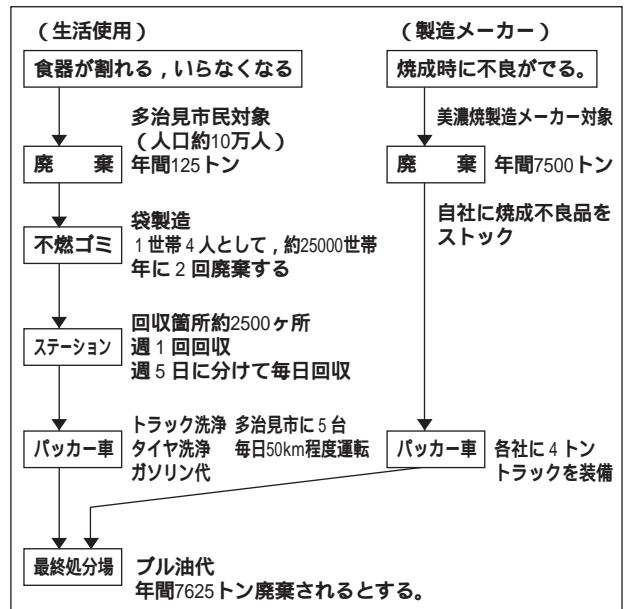 （生活使用）
食器が割れる，いらなくなる
多治見市民対象
（人口約10万人）
廃　棄
年間125トン
袋製造
不燃ゴミ
1世帯4人として，約25000世帯
年に2回廃棄する
回収箇所約2500ヶ所
ステーション
週1回回収
週5日に分けて毎日回収
トラック洗浄　多治見市に5台
パッカー車
タイヤ洗浄　毎日50km程度運転
ガソリン代
（製造メーカー）
焼成時に不良がでる。
美濃焼製造メーカー対象
廃　棄
年間7500トン
自社に焼成不良品を
ストック
パッカー車
各社に4トン
トラックを装備
最終処分場
ブル油代
年間7625トン廃棄されるとする。